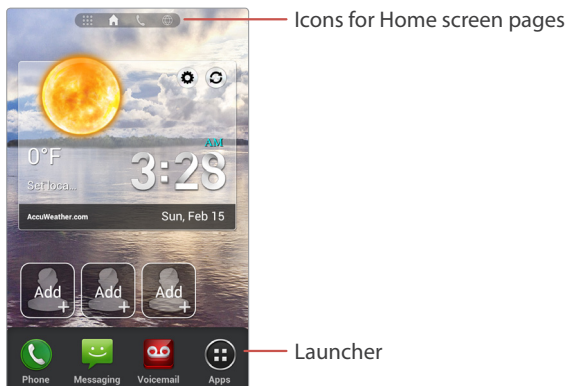 Icons for Home screen pages
AM
0°F
3:28
Set loca...
AccuWeather.com
Sun, Feb 15
Add
Add
Add
Launcher
Phone
Messaging
Voicemail
Apps